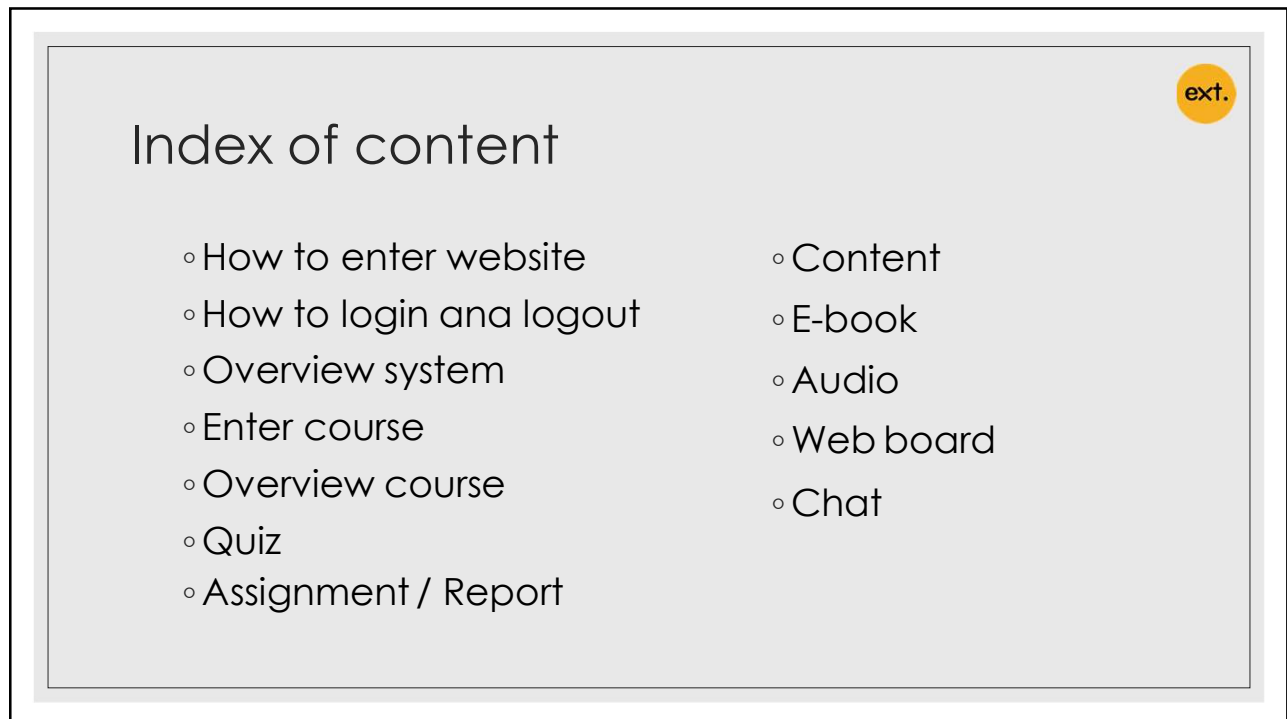 ext.
Index of content
◦ How to enter website
◦ How to login ana logout
◦ Overview system
◦ Enter course
◦ Overview course
◦ Quiz
◦ Assignment / Report
◦ Content
◦ E-book
◦ Audio
◦ Web board
◦ Chat